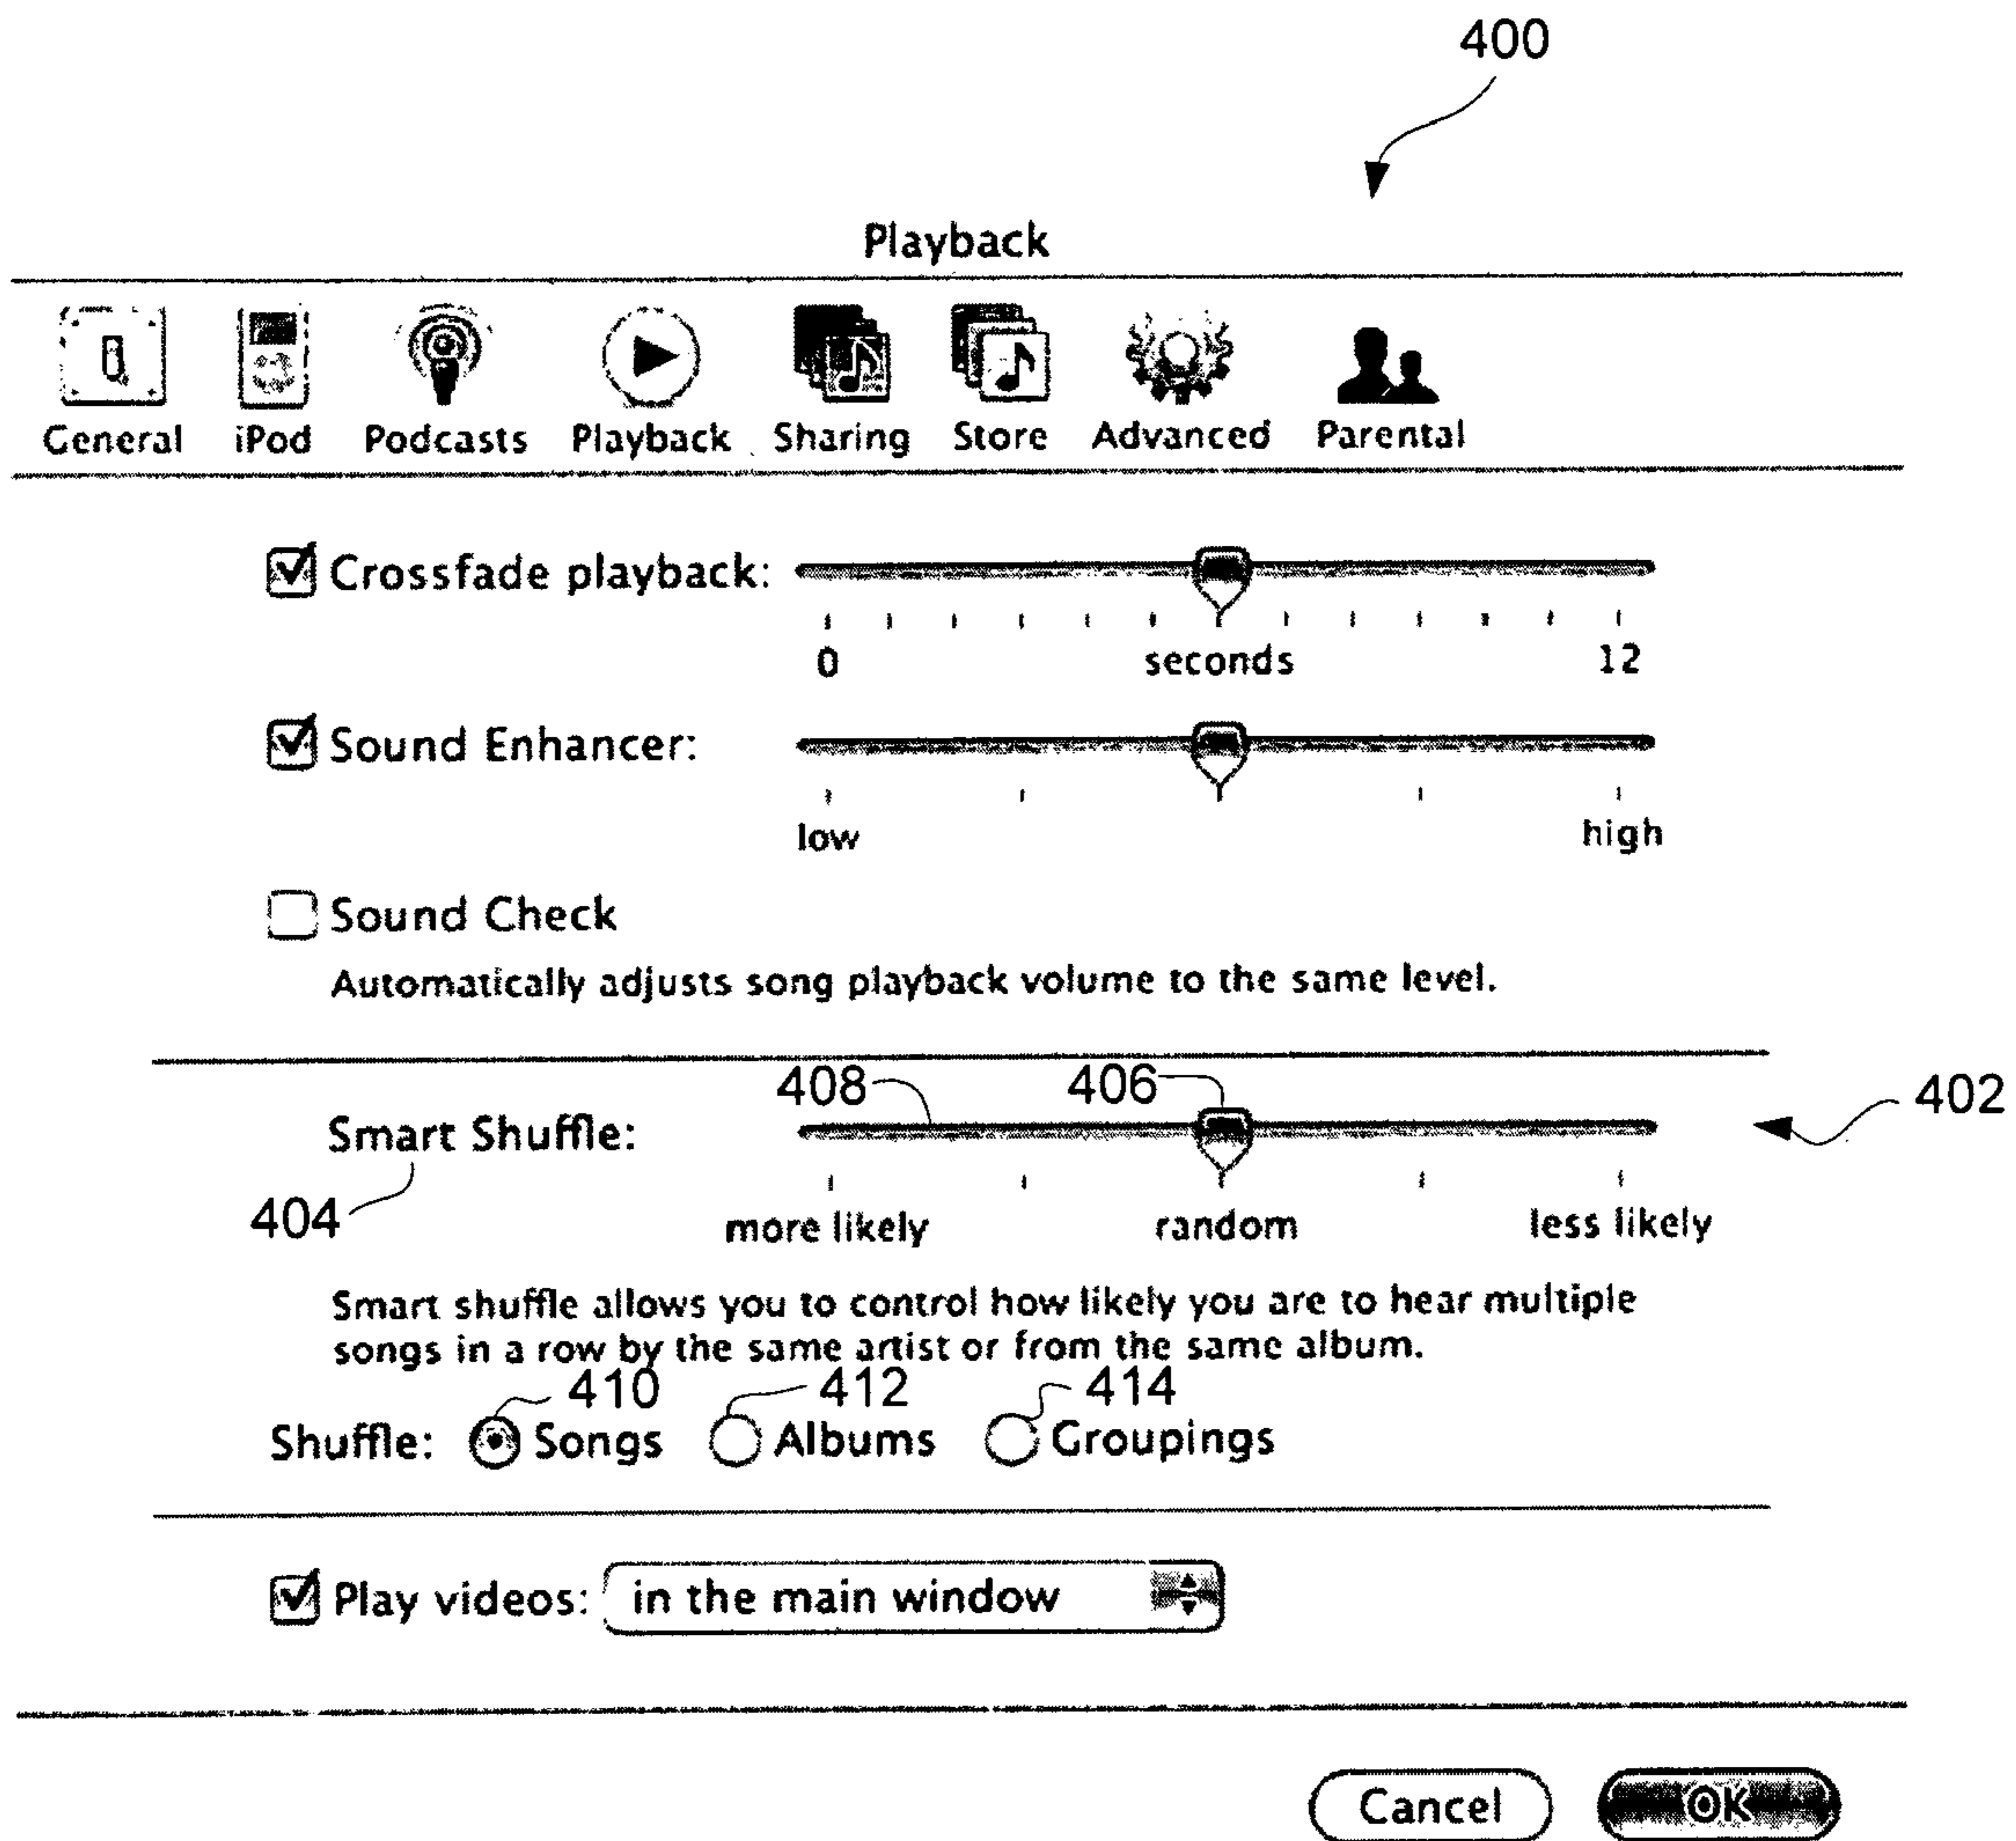 400
Playback
General iPod Podcasts Playback Sharing Store Advanced Parental
Crossfade playback:
0 seconds 12
Sound Enhancer:
low high
Sound Check
Automatically adjusts song playback volume to the same level.
408 406 402
Smart Shuffle:
404
more likely random less likely
Smart shuffle allows you to control how likely you are to hear multiple
songs in a row by the same artist or from the same album.
410 412 414
Shuffle: Songs Albums Groupings
Play videos: in the main window
Cancel OK